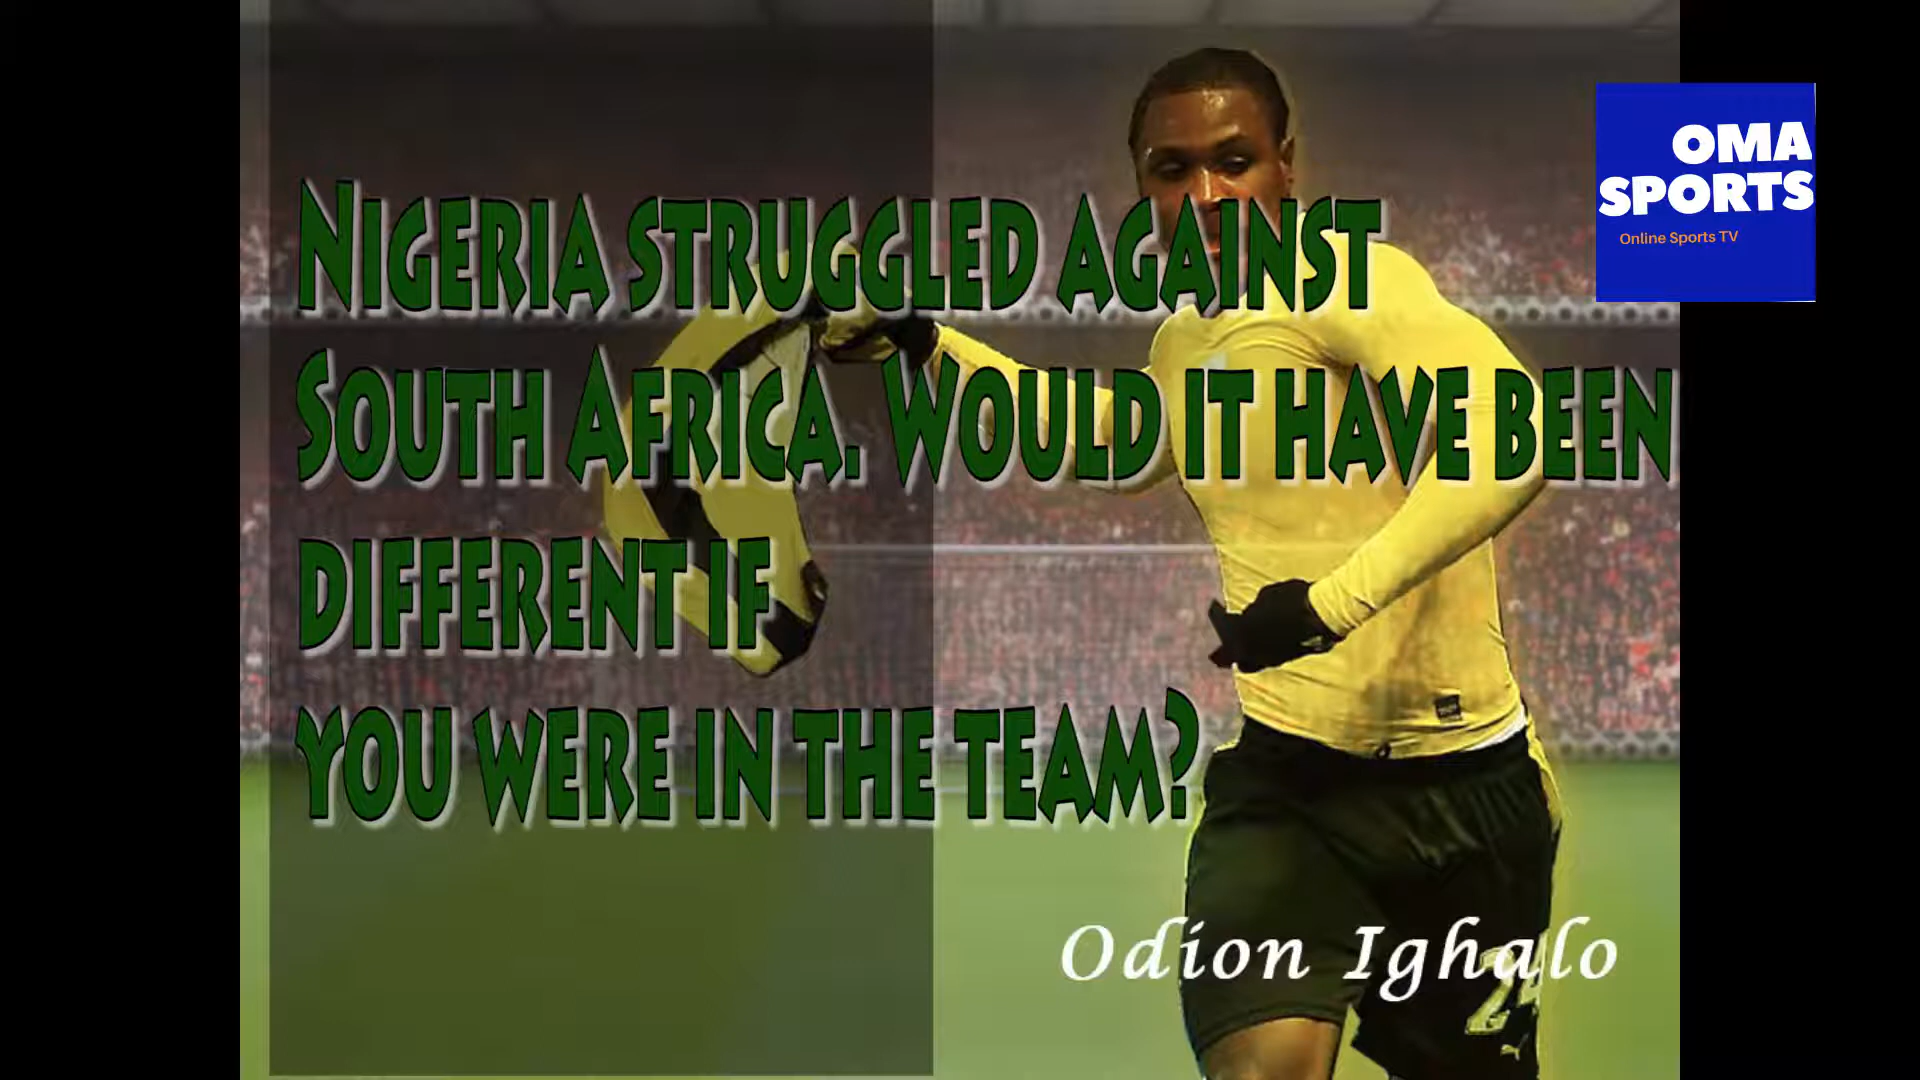 Nigeria struggled against
South Africa. Would it have been
different if
you were in the team?
OMA
SPORTS
Online Sports TV
Odion Ighalo
24